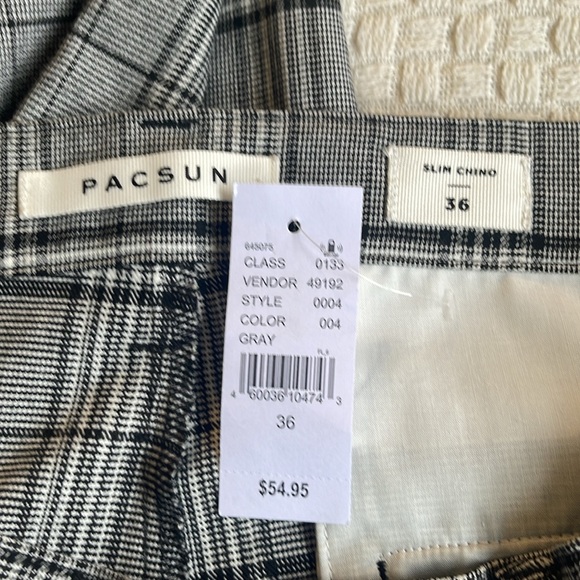 PACSUN
SLIM CHINO
36
645075
CLASS 0133
VENDOR 49192
STYLE 0004
COLOR 004
GRAY
4 60036 10474 3
36
$54.95